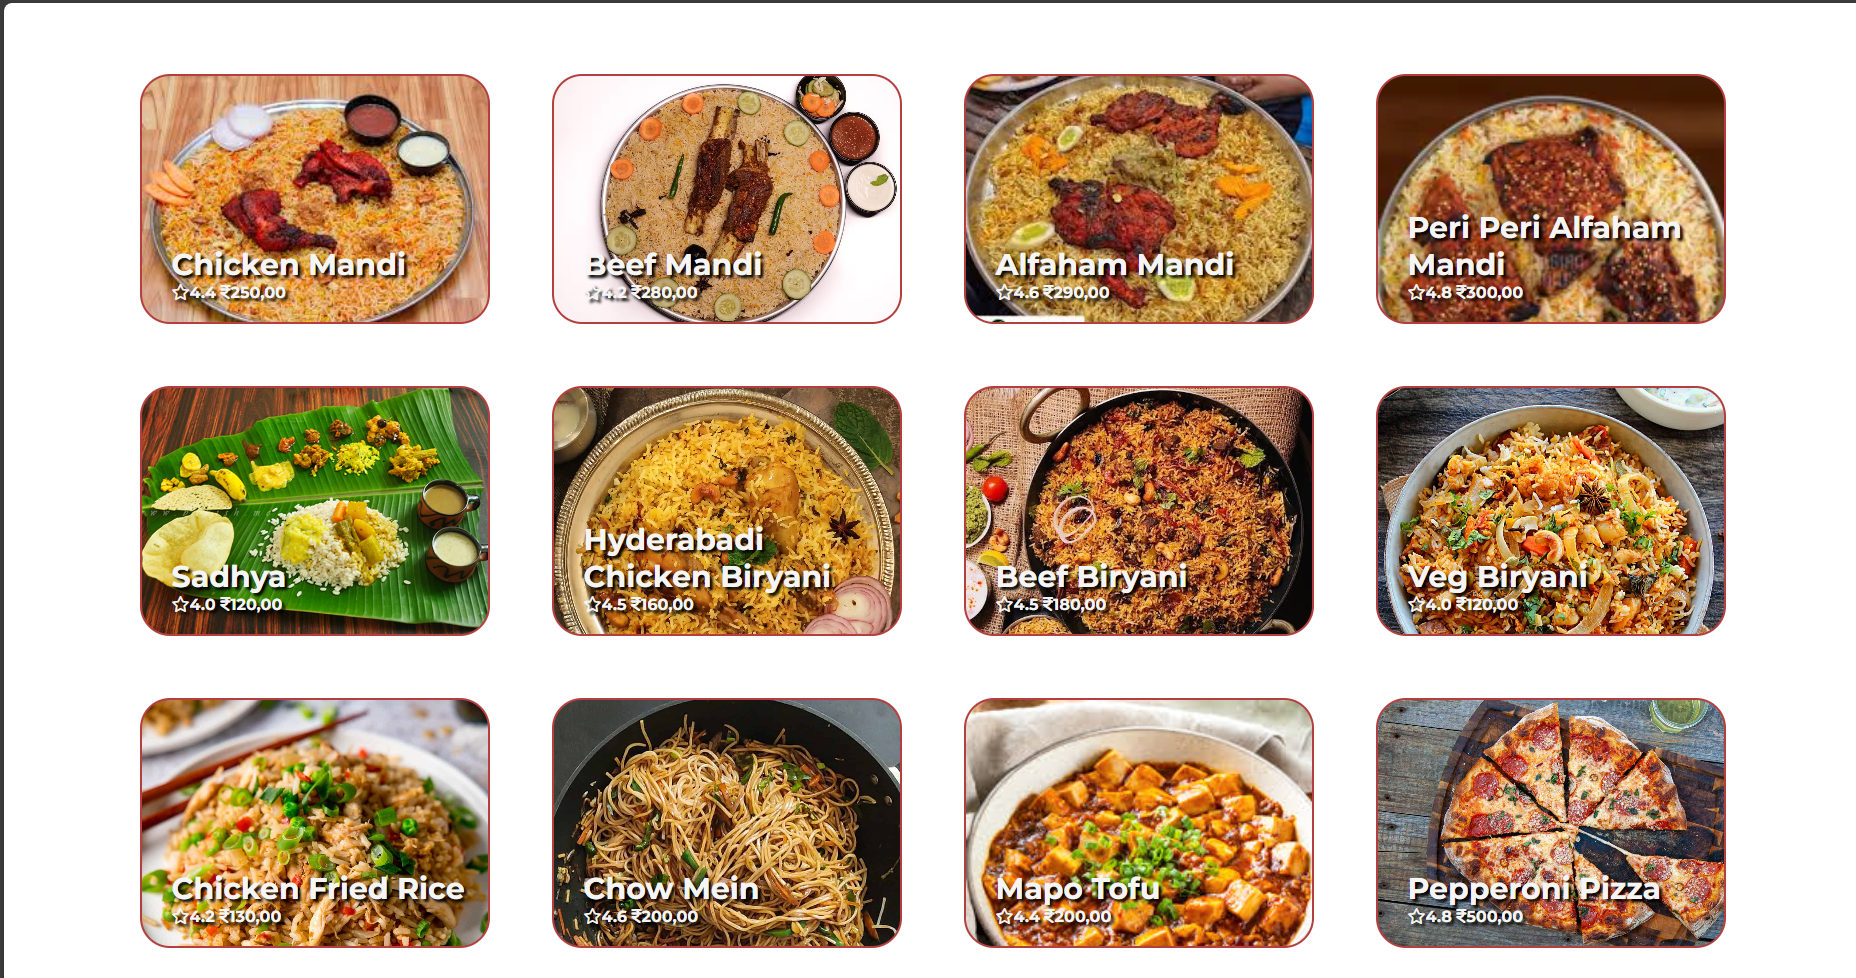 Chicken Mandi
☆4.4 ₹250,00
Beef Mandi
☆4.2 ₹280,00
Alfaham Mandi
☆4.6 ₹290,00
Peri Peri Alfaham
Mandi
☆4.8 ₹300,00
Sadhya
☆4.0 ₹120,00
Hyderabadi
Chicken Biryani
☆4.5 ₹160,00
Beef Biryani
☆4.5 ₹180,00
Veg Biryani
☆4.0 ₹120,00
Chicken Fried Rice
☆4.2 ₹130,00
Chow Mein
☆4.6 ₹200,00
Mapo Tofu
☆4.4 ₹200,00
Pepperoni Pizza
☆4.8 ₹500,00